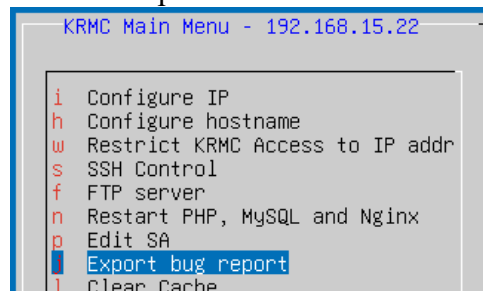 KRMC Main Menu - 192.168.15.22
i Configure IP
h Configure hostname
w Restrict KRMC Access to IP addr
s SSH Control
f FTP server
n Restart PHP, MySQL and Nginx
p Edit SA
Export bug report
l Clear Cache